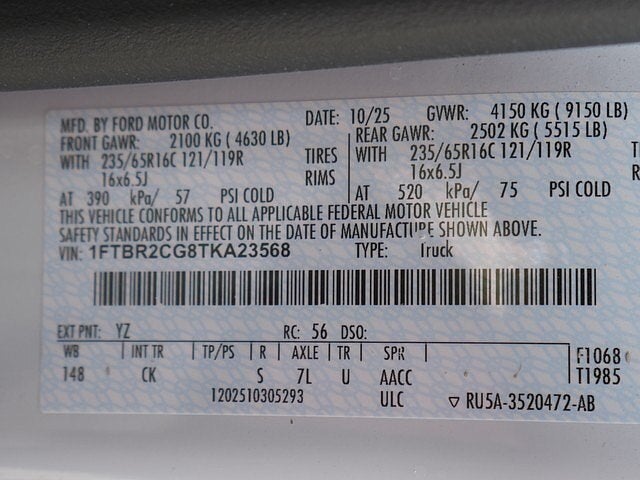 MFD. BY FORD MOTOR CO. DATE: 10/25 GVWR: 4150 KG ( 9150 LB)
FRONT GAWR: 2100 KG ( 4630 LB) REAR GAWR: 2502 KG ( 5515 LB)
WITH 235/65R16C 121/119R TIRES WITH 235/65R16C 121/119R
16x6.5J RIMS 16x6.5J
AT 390 kPa/ 57 PSI COLD AT 520 kPa/ 75 PSI COLD
THIS VEHICLE CONFORMS TO ALL APPLICABLE FEDERAL MOTOR VEHICLE
SAFETY STANDARDS IN EFFECT ON THE DATE OF MANUFACTURE SHOWN ABOVE.
VIN: 1FTBR2CG8TKA23568 TYPE: Truck
EXT PNT: YZ RC: 56 DSO:
WB INT TR TP/PS R AXLE TR SPR F1068
148 CK S 7L U AACC T1985
1202510305293 ULC ▽ RU5A-3520472-AB